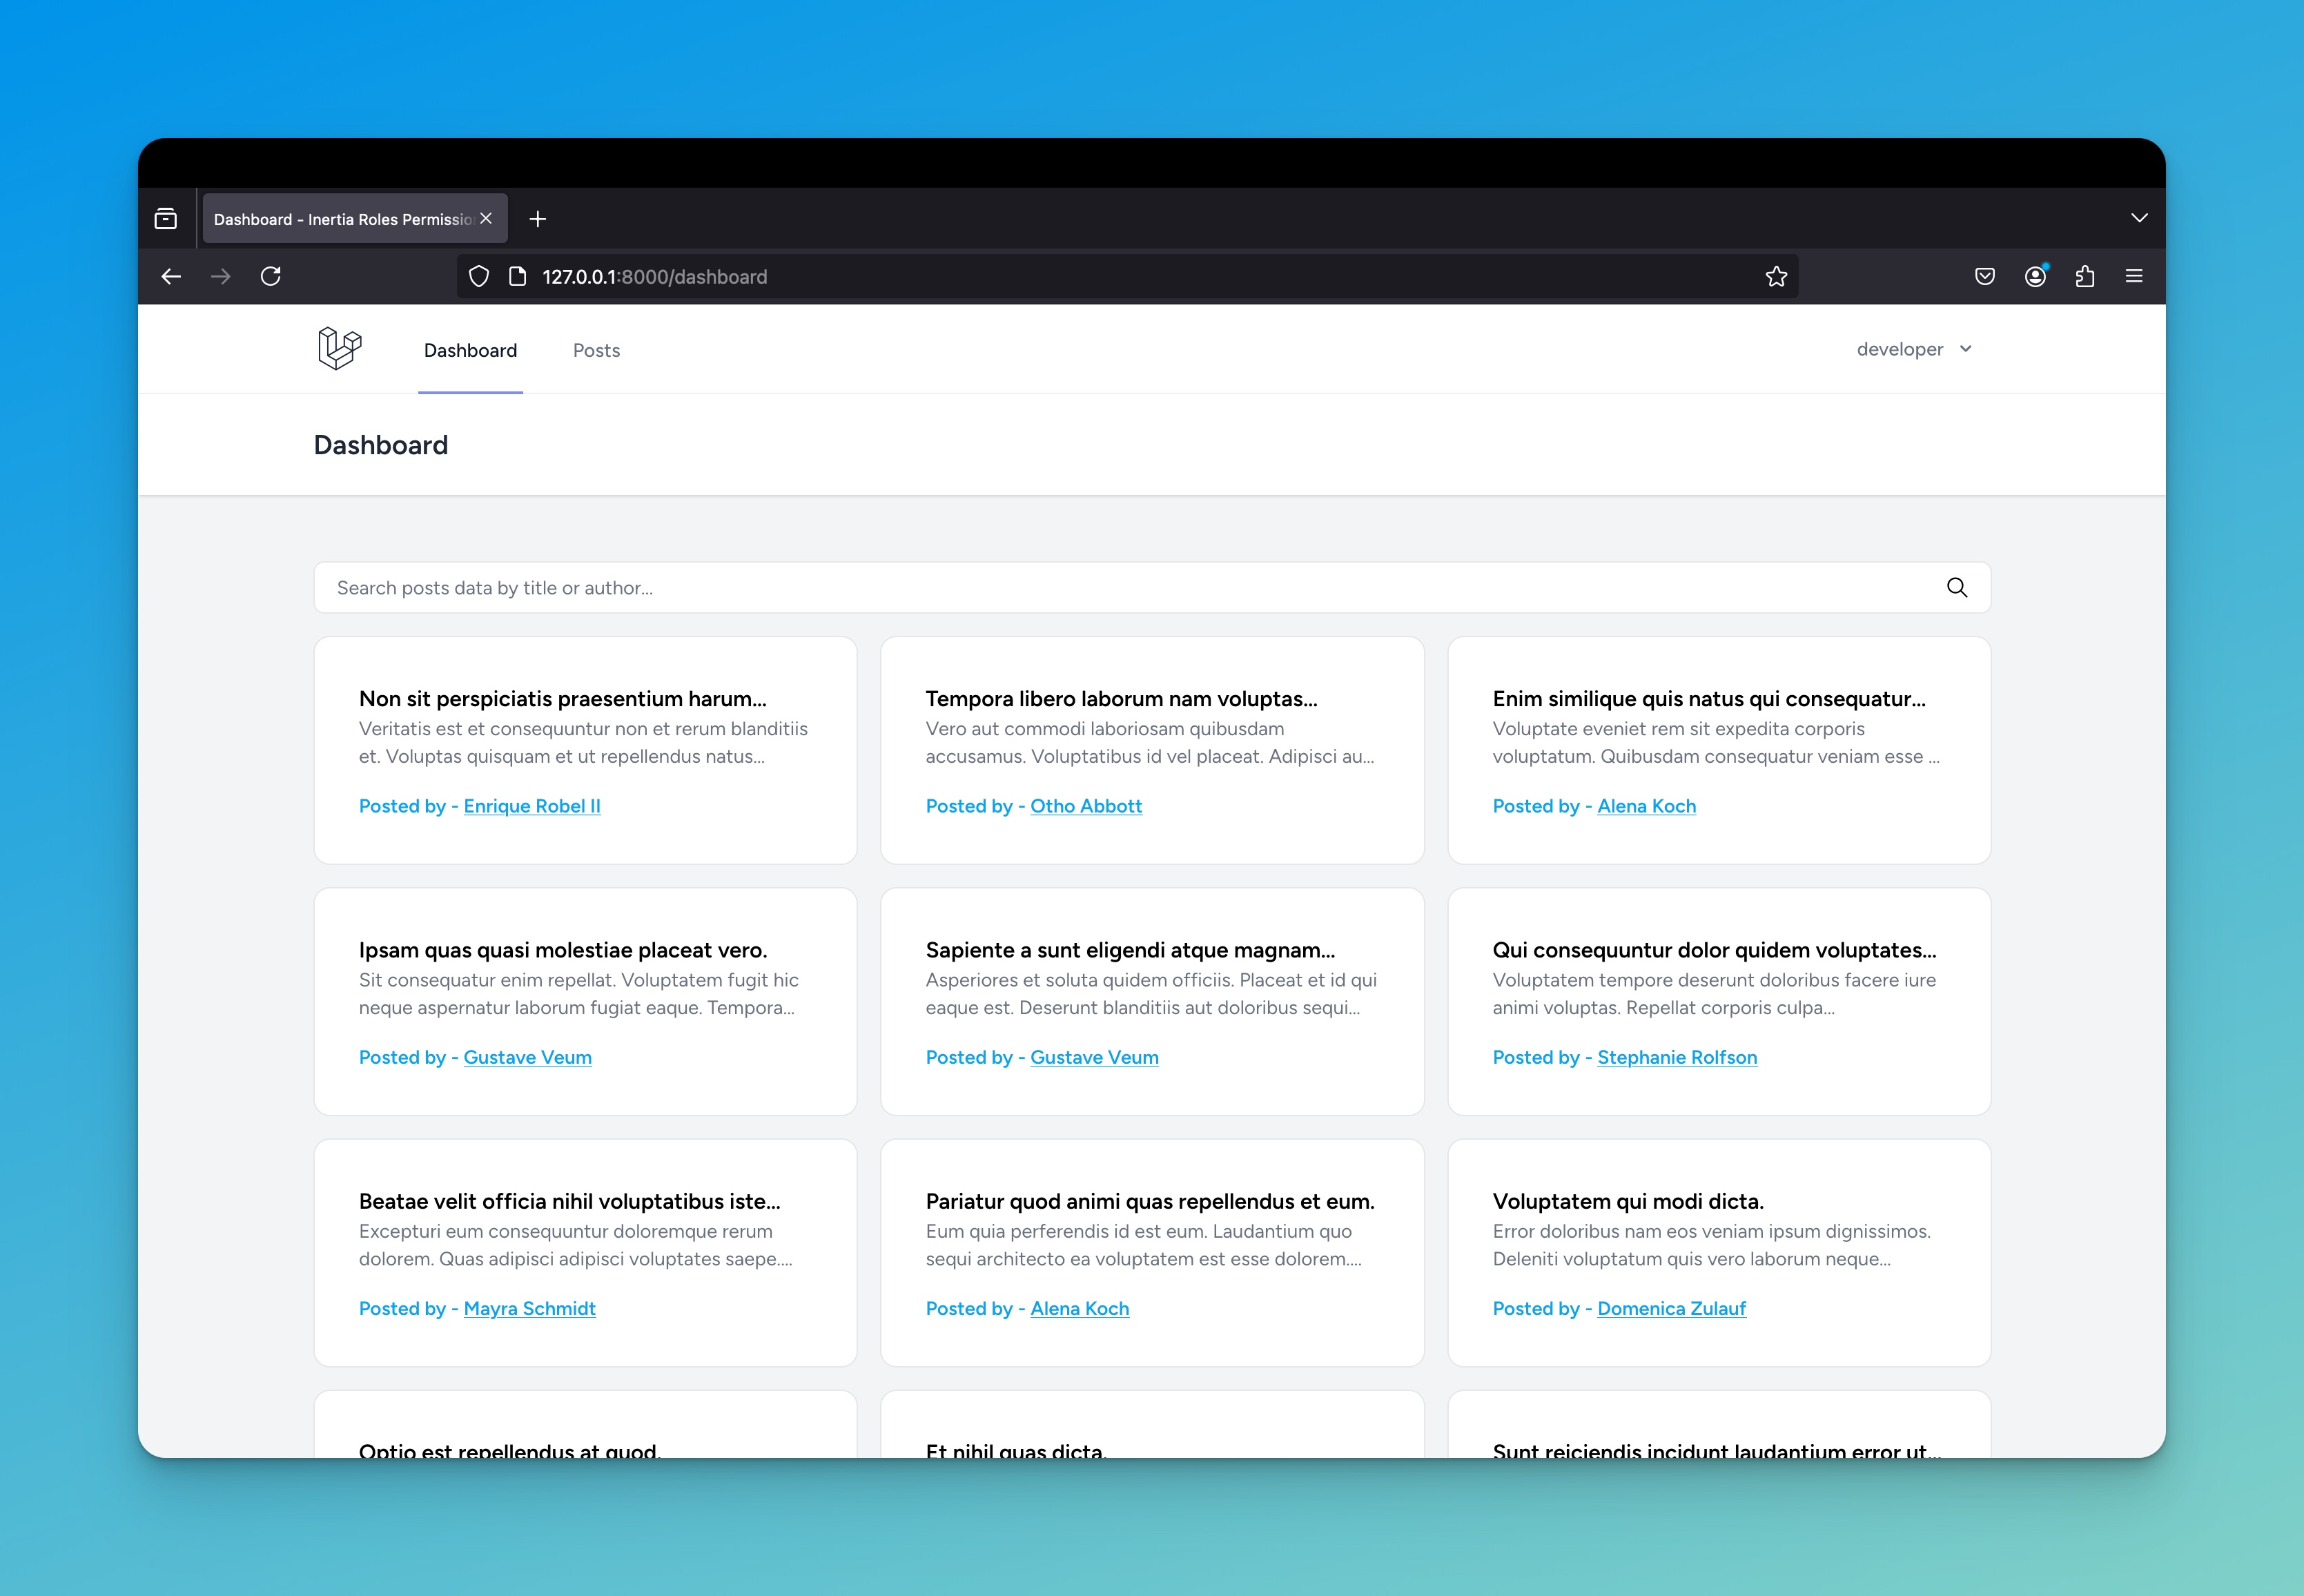 Dashboard - Inertia Roles Permissio
127.0.0.1:8000/dashboard
Dashboard
Posts
developer
Dashboard
Search posts data by title or author...
Non sit perspiciatis praesentium harum...
Veritatis est et consequuntur non et rerum blanditiis
et. Voluptas quisquam et ut repellendus natus...
Posted by - Enrique Robel II
Tempora libero laborum nam voluptas...
Vero aut commodi laboriosam quibusdam
accusamus. Voluptatibus id vel placeat. Adipisci au...
Posted by - Otho Abbott
Enim similique quis natus qui consequatur...
Voluptate eveniet rem sit expedita corporis
voluptatum. Quibusdam consequatur veniam esse ...
Posted by - Alena Koch
Ipsam quas quasi molestiae placeat vero.
Sit consequatur enim repellat. Voluptatem fugit hic
neque aspernatur laborum fugiat eaque. Tempora...
Posted by - Gustave Veum
Sapiente a sunt eligendi atque magnam...
Asperiores et soluta quidem officiis. Placeat et id qui
eaque est. Deserunt blanditiis aut doloribus sequi...
Posted by - Gustave Veum
Qui consequuntur dolor quidem voluptates...
Voluptatem tempore deserunt doloribus facere iure
animi voluptas. Repellat corporis culpa...
Posted by - Stephanie Rolfson
Beatae velit officia nihil voluptatibus iste...
Excepturi eum consequuntur doloremque rerum
dolorem. Quas adipisci adipisci voluptates saepe....
Posted by - Mayra Schmidt
Pariatur quod animi quas repellendus et eum.
Eum quia perferendis id est eum. Laudantium quo
sequi architecto ea voluptatem est esse dolorem....
Posted by - Alena Koch
Voluptatem qui modi dicta.
Error doloribus nam eos veniam ipsum dignissimos.
Deleniti voluptatum quis vero laborum neque...
Posted by - Domenica Zulauf
Optio est repellendus at quod.
Et nihil quas dicta.
Sunt reiciendis incidunt laudantium error ut...